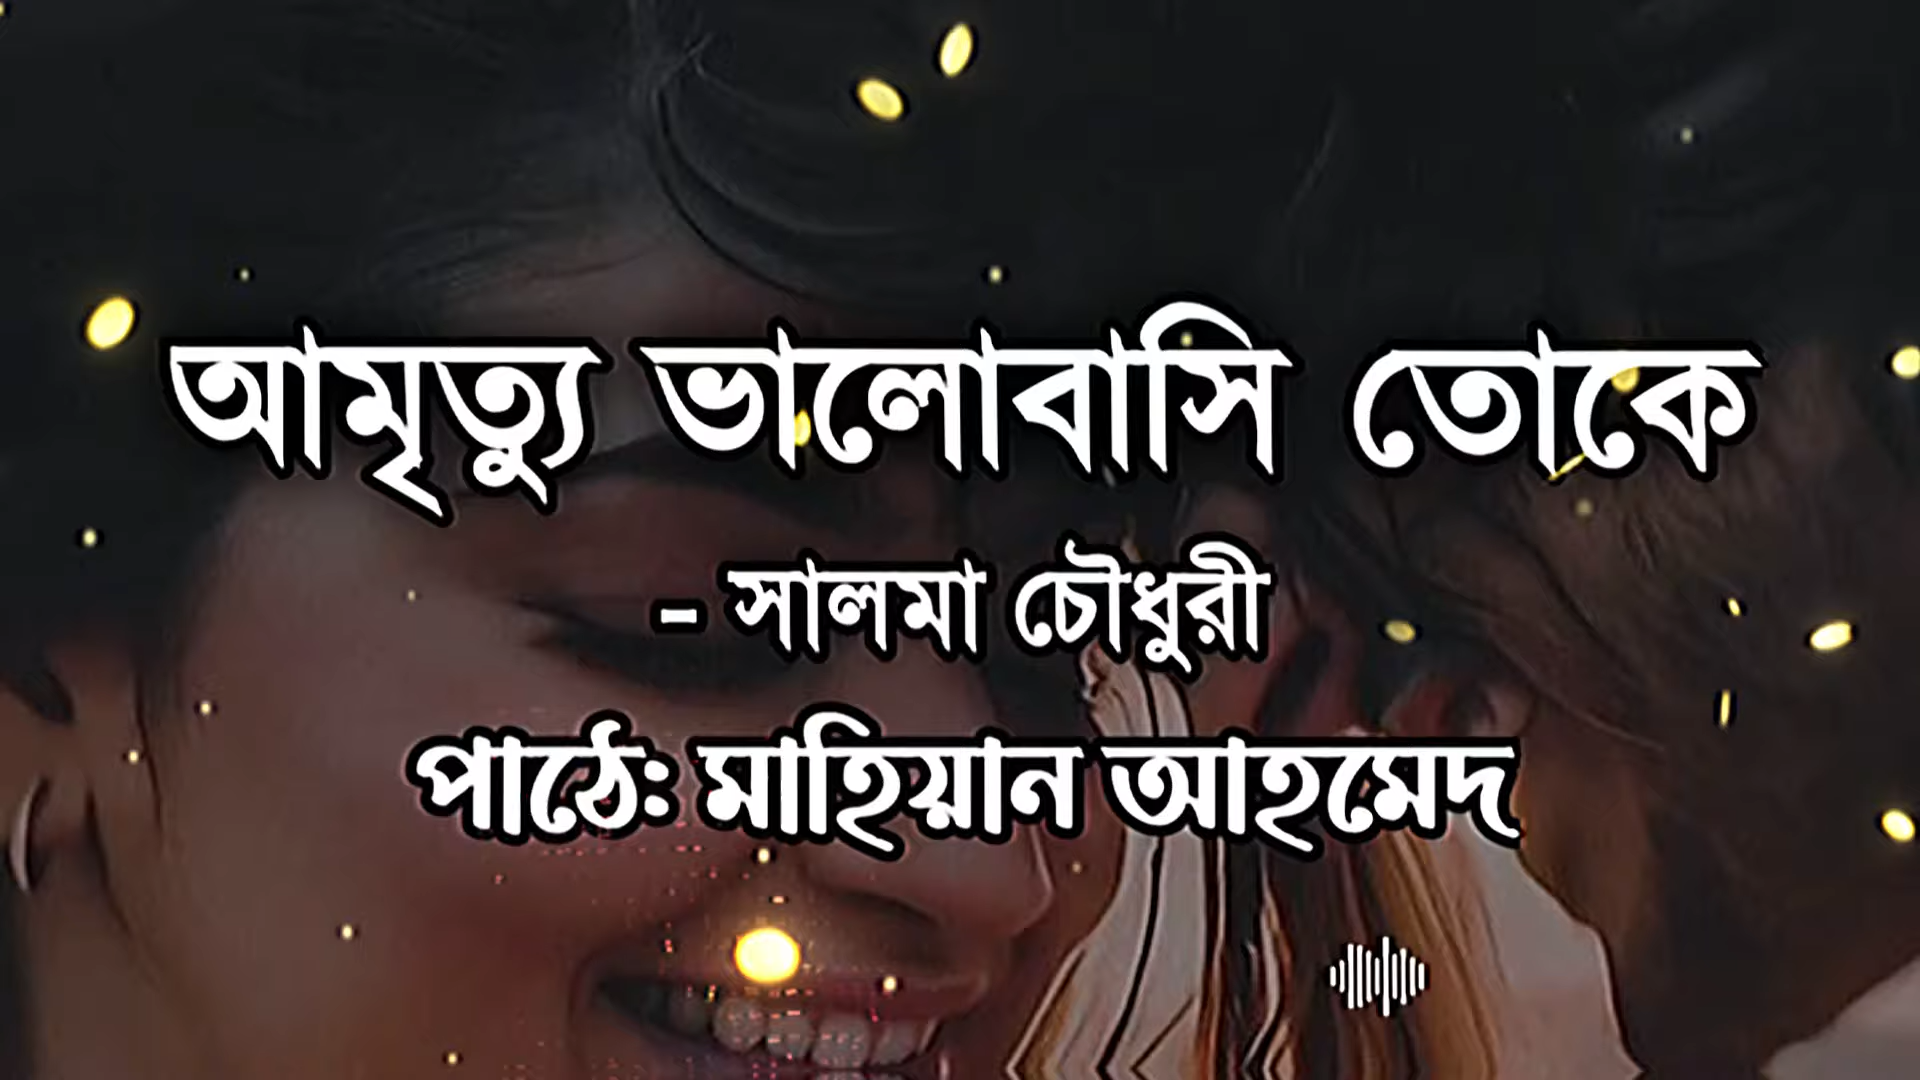 আমৃত্যু ভালোবাসি তোকে
- সালমা চৌধুরী
পাঠে: মাহিয়ান আহমেদ